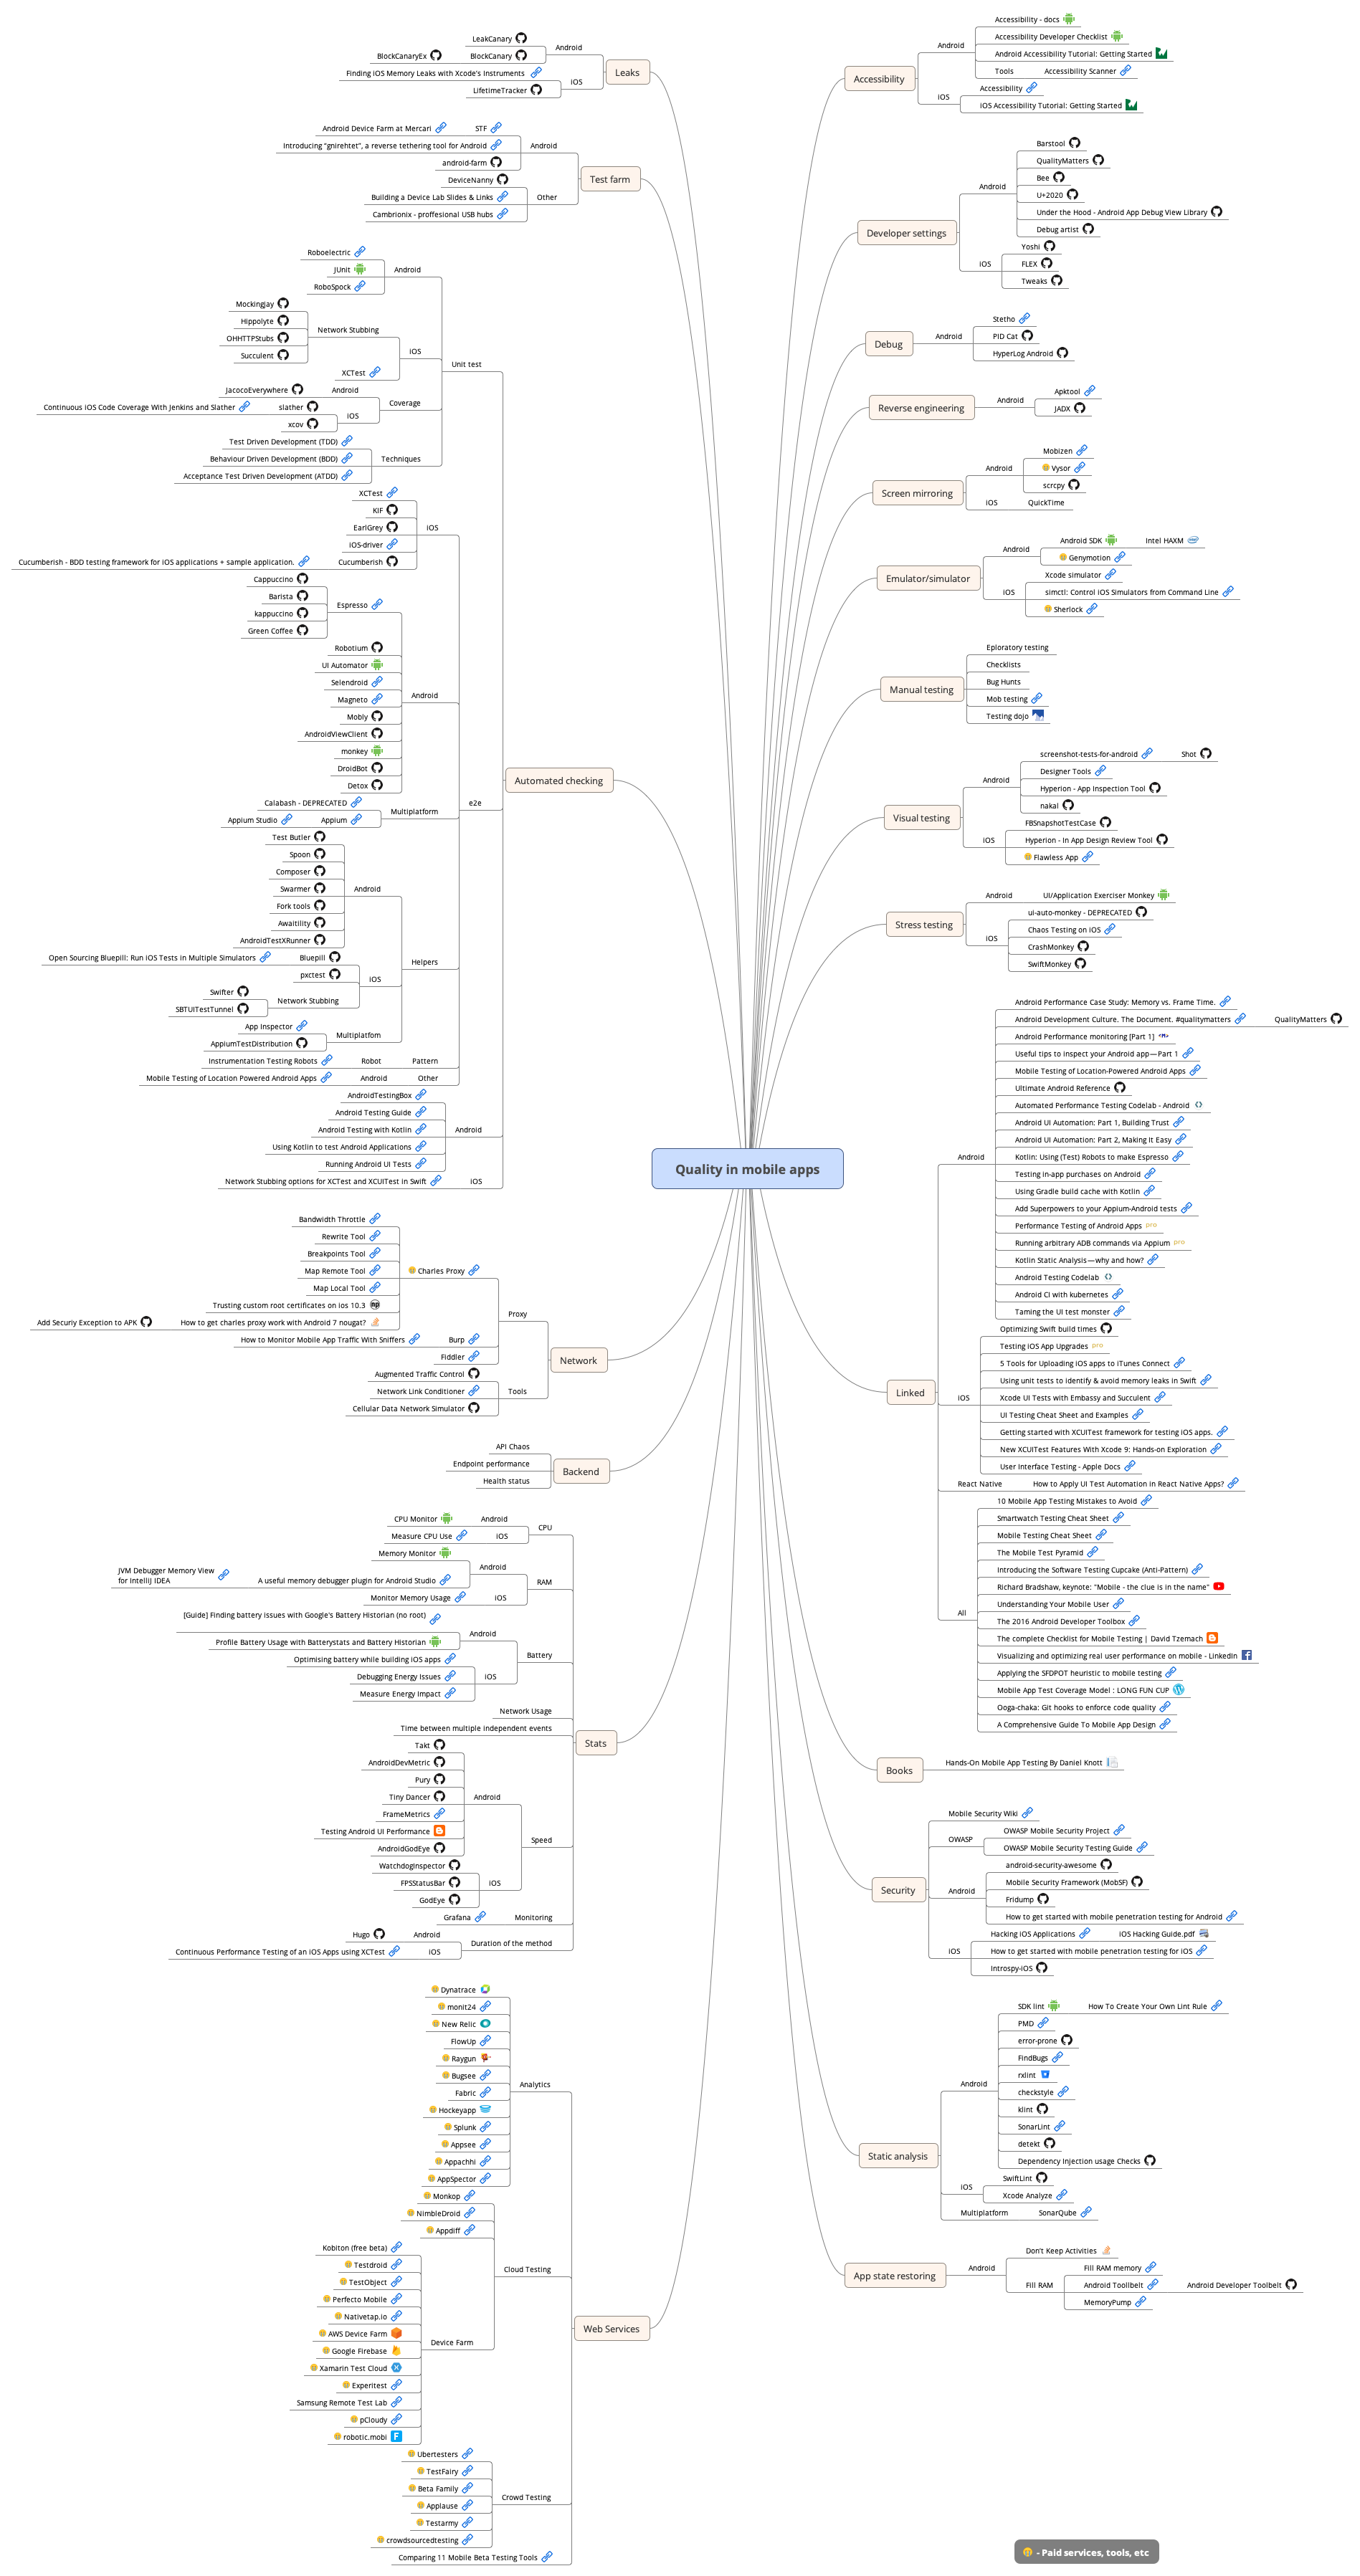 Quality in mobile apps
Leaks
Android
LeakCanary
BlockCanary
BlockCanaryEx
iOS
Finding iOS Memory Leaks with Xcode's Instruments
LifetimeTracker
Test farm
Android
STF
Android Device Farm at Mercari
Introducing "gnirehtet", a reverse tethering tool for Android
android-farm
Other
DeviceNanny
Building a Device Lab Slides & Links
Cambrionix - proffesional USB hubs
Automated checking
Unit test
Android
Roboelectric
JUnit
RoboSpock
iOS
Network Stubbing
Mockingjay
Hippolyte
OHHTTPStubs
Succulent
XCTest
Coverage
Android
JacocoEverywhere
iOS
slather
Continuous iOS Code Coverage With Jenkins and Slather
xcov
Techniques
Test Driven Development (TDD)
Behaviour Driven Development (BDD)
Acceptance Test Driven Development (ATDD)
e2e
iOS
XCTest
KIF
EarlGrey
iOS-driver
Cucumberish
Cucumberish - BDD testing framework for iOS applications + sample application.
Android
Espresso
Cappuccino
Barista
kappuccino
Green Coffee
Robotium
UI Automator
Selendroid
Magneto
Mobly
AndroidViewClient
monkey
DroidBot
Detox
Multiplatform
Calabash - DEPRECATED
Appium
Appium Studio
Helpers
Android
Test Butler
Spoon
Composer
Swarmer
Fork tools
Awaitility
AndroidTestXRunner
iOS
Bluepill
Open Sourcing Bluepill: Run iOS Tests in Multiple Simulators
pxctest
Network Stubbing
Swifter
SBTUITestTunnel
Multiplatfom
App Inspector
AppiumTestDistribution
Pattern
Robot
Instrumentation Testing Robots
Other
Android
Mobile Testing of Location Powered Android Apps
Android
AndroidTestingBox
Android Testing Guide
Android Testing with Kotlin
Using Kotlin to test Android Applications
Running Android UI Tests
iOS
Network Stubbing options for XCTest and XCUITest in Swift
Network
Proxy
Charles Proxy
Bandwidth Throttle
Rewrite Tool
Breakpoints Tool
Map Remote Tool
Map Local Tool
Trusting custom root certificates on ios 10.3
How to get charles proxy work with Android 7 nougat?
Add Securiy Exception to APK
Burp
How to Monitor Mobile App Traffic With Sniffers
Fiddler
Tools
Augmented Traffic Control
Network Link Conditioner
Cellular Data Network Simulator
Backend
API Chaos
Endpoint performance
Health status
Stats
CPU
Android
CPU Monitor
iOS
Measure CPU Use
RAM
Android
Memory Monitor
A useful memory debugger plugin for Android Studio
JVM Debugger Memory View
for IntelliJ IDEA
iOS
Monitor Memory Usage
Battery
Android
[Guide] Finding battery issues with Google's Battery Historian (no root)
Profile Battery Usage with Batterystats and Battery Historian
iOS
Optimising battery while building iOS apps
Debugging Energy Issues
Measure Energy Impact
Network Usage
Time between multiple independent events
Speed
Android
Takt
AndroidDevMetric
Pury
Tiny Dancer
FrameMetrics
Testing Android UI Performance
AndroidGodEye
iOS
WatchdogInspector
FPSStatusBar
GodEye
Monitoring
Grafana
Duration of the method
Android
Hugo
iOS
Continuous Performance Testing of an iOS Apps using XCTest
Web Services
Analytics
Dynatrace
monit24
New Relic
FlowUp
Raygun
Bugsee
Fabric
Hockeyapp
Splunk
Appsee
Appachhi
AppSpector
Cloud Testing
Monkop
NimbleDroid
Appdiff
Device Farm
Kobiton (free beta)
Testdroid
TestObject
Perfecto Mobile
Nativetap.io
AWS Device Farm
Google Firebase
Xamarin Test Cloud
Experitest
Samsung Remote Test Lab
pCloudy
robotic.mobi
Crowd Testing
Ubertesters
TestFairy
Beta Family
Applause
Testarmy
crowdsourcedtesting
Comparing 11 Mobile Beta Testing Tools
Accessibility
Android
Accessibility - docs
Accessibility Developer Checklist
Android Accessibility Tutorial: Getting Started
Tools
Accessibility Scanner
iOS
Accessibility
iOS Accessibility Tutorial: Getting Started
Developer settings
Android
Barstool
QualityMatters
Bee
U+2020
Under the Hood - Android App Debug View Library
Debug artist
iOS
Yoshi
FLEX
Tweaks
Debug
Android
Stetho
PID Cat
HyperLog Android
Reverse engineering
Android
Apktool
JADX
Screen mirroring
Android
Mobizen
Vysor
scrcpy
iOS
QuickTime
Emulator/simulator
Android
Android SDK
Intel HAXM
Genymotion
iOS
Xcode simulator
simctl: Control iOS Simulators from Command Line
Sherlock
Manual testing
Eploratory testing
Checklists
Bug Hunts
Mob testing
Testing dojo
Visual testing
Android
screenshot-tests-for-android
Shot
Designer Tools
Hyperion - App Inspection Tool
nakal
iOS
FBSnapshotTestCase
Hyperion - In App Design Review Tool
Flawless App
Stress testing
Android
UI/Application Exerciser Monkey
iOS
ui-auto-monkey - DEPRECATED
Chaos Testing on iOS
CrashMonkey
SwiftMonkey
Linked
Android
Android Performance Case Study: Memory vs. Frame Time.
Android Development Culture. The Document. #qualitymatters
QualityMatters
Android Performance monitoring [Part 1]
Useful tips to inspect your Android app — Part 1
Mobile Testing of Location-Powered Android Apps
Ultimate Android Reference
Automated Performance Testing Codelab - Android
Android UI Automation: Part 1, Building Trust
Android UI Automation: Part 2, Making It Easy
Kotlin: Using (Test) Robots to make Espresso
Testing in-app purchases on Android
Using Gradle build cache with Kotlin
Add Superpowers to your Appium-Android tests
Performance Testing of Android Apps
Running arbitrary ADB commands via Appium
Kotlin Static Analysis — why and how?
Android Testing Codelab
Android CI with kubernetes
Taming the UI test monster
iOS
Optimizing Swift build times
Testing iOS App Upgrades
5 Tools for Uploading iOS apps to iTunes Connect
Using unit tests to identify & avoid memory leaks in Swift
Xcode UI Tests with Embassy and Succulent
UI Testing Cheat Sheet and Examples
Getting started with XCUITest framework for testing iOS apps.
New XCUITest Features With Xcode 9: Hands-on Exploration
User Interface Testing - Apple Docs
React Native
How to Apply UI Test Automation in React Native Apps?
All
10 Mobile App Testing Mistakes to Avoid
Smartwatch Testing Cheat Sheet
Mobile Testing Cheat Sheet
The Mobile Test Pyramid
Introducing the Software Testing Cupcake (Anti-Pattern)
Richard Bradshaw, keynote: "Mobile - the clue is in the name"
Understanding Your Mobile User
The 2016 Android Developer Toolbox
The complete Checklist for Mobile Testing | David Tzemach
Visualizing and optimizing real user performance on mobile - LinkedIn
Applying the SFDPOT heuristic to mobile testing
Mobile App Test Coverage Model : LONG FUN CUP
Ooga-chaka: Git hooks to enforce code quality
A Comprehensive Guide To Mobile App Design
Books
Hands-On Mobile App Testing By Daniel Knott
Security
Mobile Security Wiki
OWASP
OWASP Mobile Security Project
OWASP Mobile Security Testing Guide
Android
android-security-awesome
Mobile Security Framework (MobSF)
Fridump
How to get started with mobile penetration testing for Android
iOS
Hacking iOS Applications
iOS Hacking Guide.pdf
How to get started with mobile penetration testing for iOS
Introspy-iOS
Static analysis
Android
SDK lint
How To Create Your Own Lint Rule
PMD
error-prone
FindBugs
rxlint
checkstyle
klint
SonarLint
detekt
Dependency Injection usage Checks
iOS
SwiftLint
Xcode Analyze
Multiplatform
SonarQube
App state restoring
Android
Don't Keep Activities
Fill RAM
Fill RAM memory
Android Toollbelt
Android Developer Toolbelt
MemoryPump
- Paid services, tools, etc